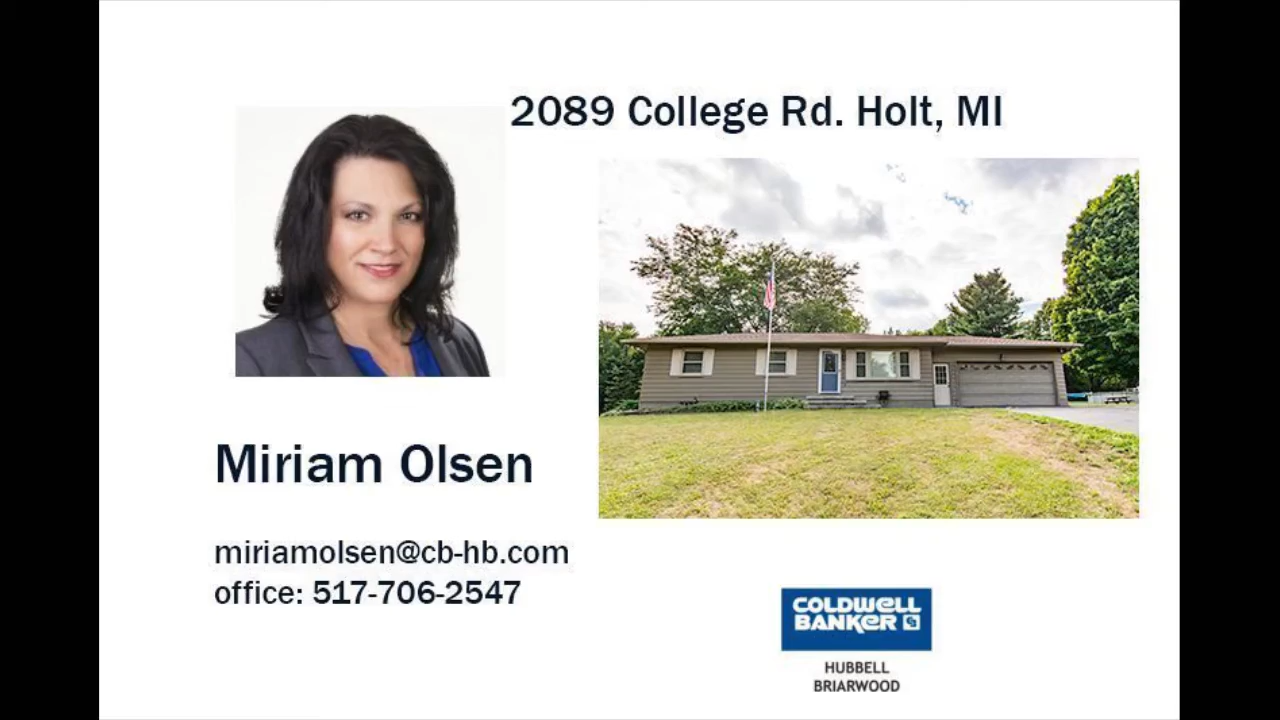 2089 College Rd. Holt, MI
Miriam Olsen
miriamolsen@cb-hb.com
office: 517-706-2547
COLDWELL
BANKER CB
HUBBELL
BRIARWOOD